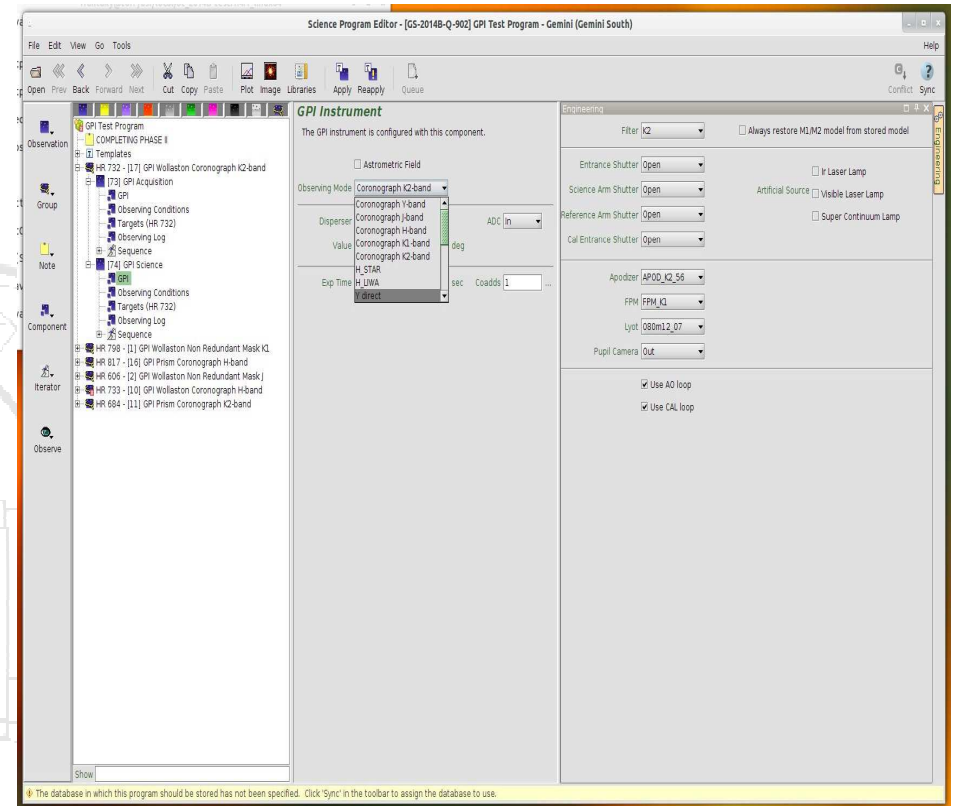 Science Program Editor - [GS-2014B-Q-902] GPI Test Program - Gemini (Gemini South)
File Edit View Go Tools
Help
Open Prev Back Forward Next Cut Copy Paste Plot Image Libraries Apply Reapply Queue
Conflict Sync
Observation
Group
Note
Component
Iterator
Observe
GPI Test Program
COMPLETING PHASE II
Templates
HR 732 - [17] GPI Wollaston Coronograph K2-band
[73] GPI Acquisition
GPI
Observing Conditions
Targets (HR 732)
Observing Log
Sequence
[74] GPI Science
GPI
Observing Conditions
Targets (HR 732)
Observing Log
Sequence
HR 798 - [1] GPI Wollaston Non Redundant Mask K1
HR 817 - [16] GPI Prism Coronograph H-band
HR 606 - [2] GPI Wollaston Non Redundant Mask J
HR 733 - [10] GPI Wollaston Coronograph H-band
HR 684 - [11] GPI Prism Coronograph K2-band
Show
GPI Instrument
The GPI instrument is configured with this component.
Astrometric Field
Observing Mode Coronograph K2-band
Coronograph Y-band
Coronograph J-band
Coronograph H-band
Coronograph K1-band
Coronograph K2-band
H_STAR
H_LIWA
Y direct
Disperser
ADC In
Value
deg
Exp Time
sec Coadds 1 ...
Engineering
Filter K2
Always restore M1/M2 model from stored model
Entrance Shutter Open
Science Arm Shutter Open
Reference Arm Shutter Open
Cal Entrance Shutter Open
Artificial Source
Ir Laser Lamp
Visible Laser Lamp
Super Continuum Lamp
Apodizer APOD_K2_56
FPM FPM_K1
Lyot 080m12_07
Pupil Camera Out
Use AO loop
Use CAL loop
Engineering
The database in which this program should be stored has not been specified. Click 'Sync' in the toolbar to assign the database to use.